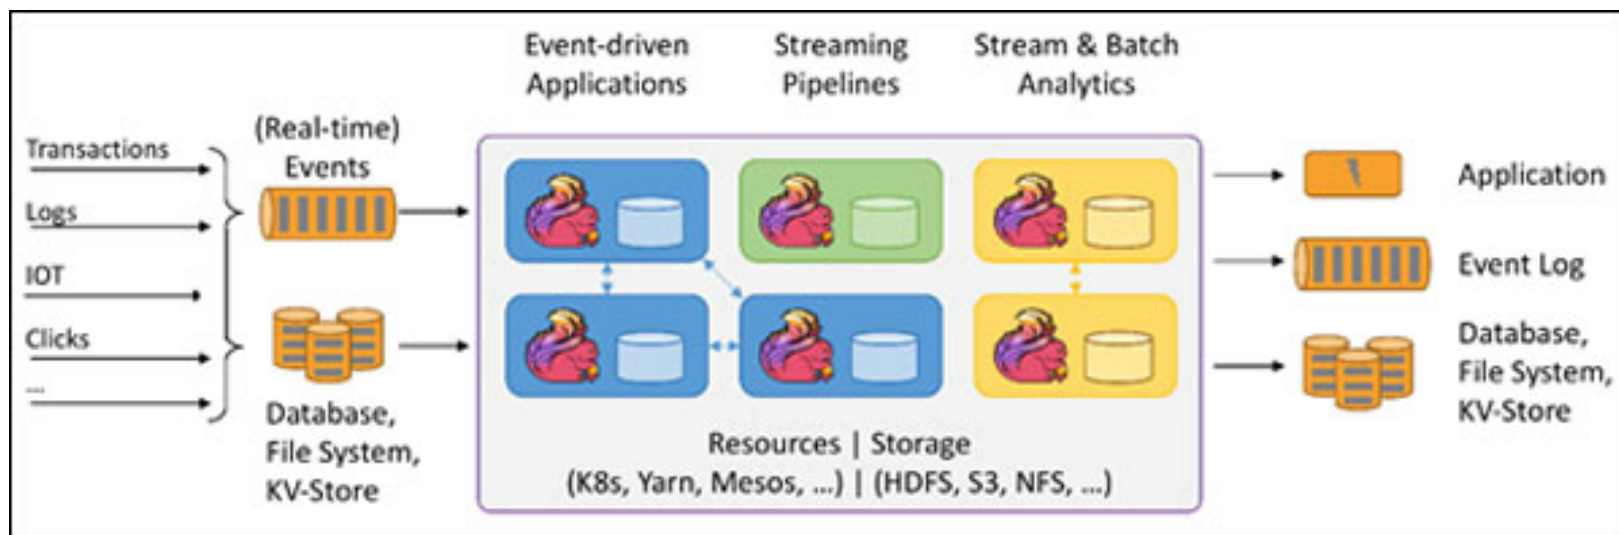 Event-driven
Applications
Streaming
Pipelines
Stream & Batch
Analytics
Transactions
Logs
IOT
Clicks
...
(Real-time)
Events
Database,
File System,
KV-Store
Resources | Storage
(K8s, Yarn, Mesos, ...) | (HDFS, S3, NFS, ...)
Application
Event Log
Database,
File System,
KV-Store